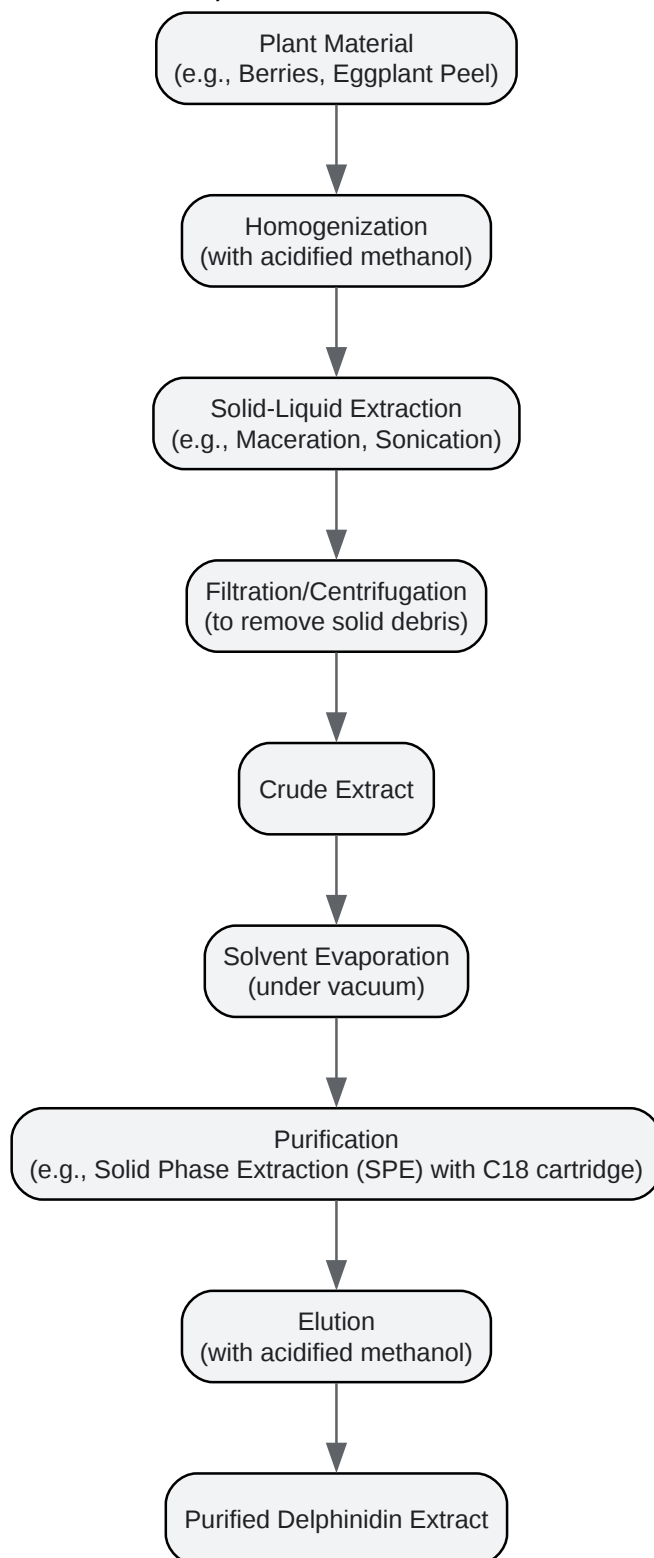 Plant Material
(e.g., Berries, Eggplant Peel)
Homogenization
(with acidified methanol)
Solid-Liquid Extraction
(e.g., Maceration, Sonication)
Filtration/Centrifugation
(to remove solid debris)
Crude Extract
Solvent Evaporation
(under vacuum)
Purification
(e.g., Solid Phase Extraction (SPE) with C18 cartridge)
Elution
(with acidified methanol)
Purified Delphinidin Extract